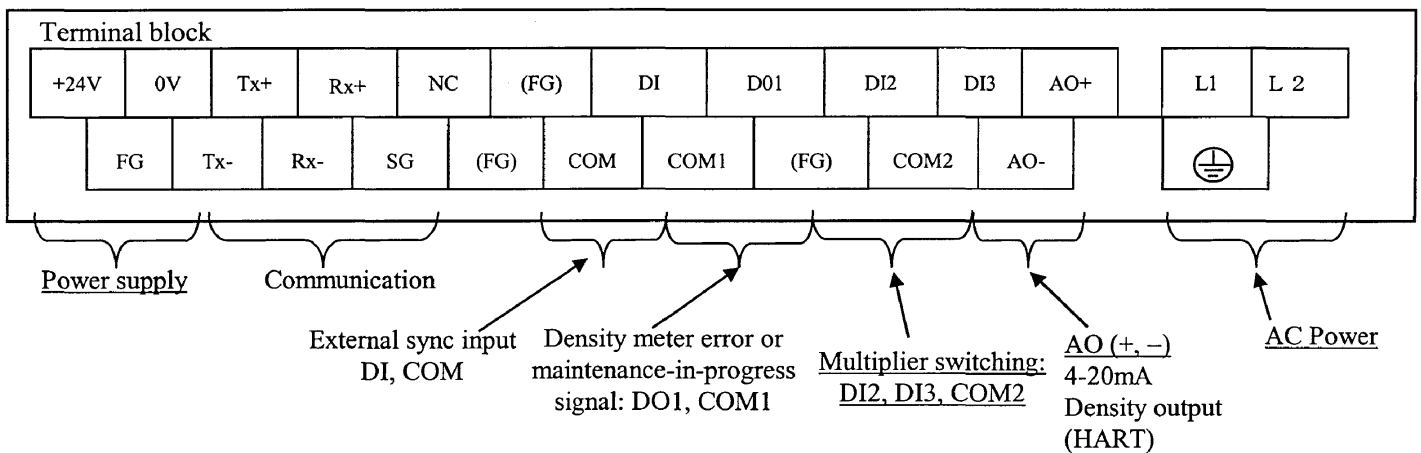 Terminal block
+24V 0V Tx+ Rx+ NC (FG) DI D01 DI2 DI3 AO+ L1 L 2
FG Tx- Rx- SG (FG) COM COM1 (FG) COM2 AO-
Power supply
Communication
External sync input
DI, COM
Density meter error or
maintenance-in-progress
signal: DO1, COM1
Multiplier switching:
DI2, DI3, COM2
AO (+, −)
4-20mA
Density output
(HART)
AC Power